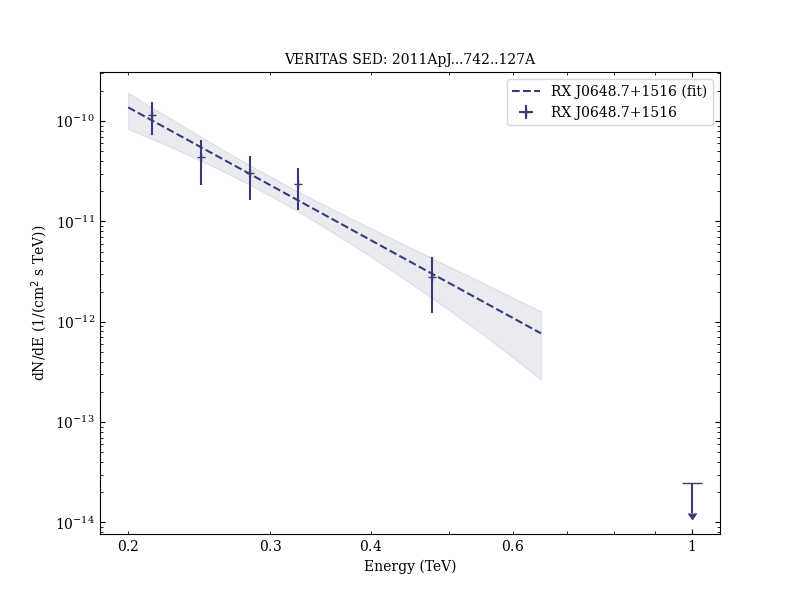 VERITAS SED: 2011ApJ...742..127A
RX J0648.7+1516 (fit)
RX J0648.7+1516
dN/dE (1/(cm² s TeV))
10⁻¹⁰
10⁻¹¹
10⁻¹²
10⁻¹³
10⁻¹⁴
0.2 0.3 0.4 0.6 1
Energy (TeV)